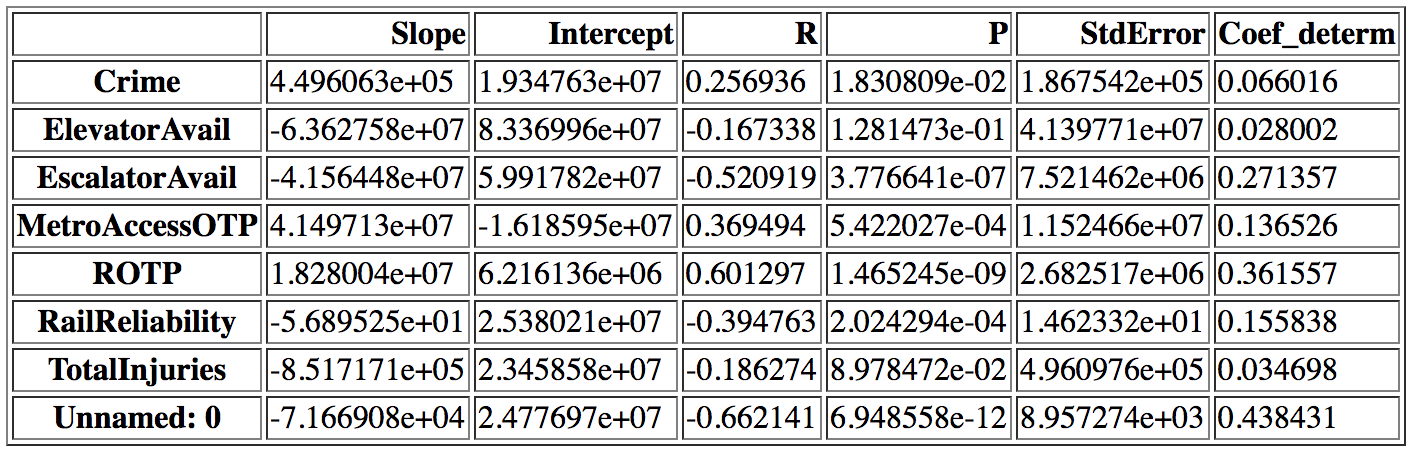 Slope Intercept R P StdError Coef_determ
Crime 4.496063e+05 1.934763e+07 0.256936 1.830809e-02 1.867542e+05 0.066016
ElevatorAvail -6.362758e+07 8.336996e+07 -0.167338 1.281473e-01 4.139771e+07 0.028002
EscalatorAvail -4.156448e+07 5.991782e+07 -0.520919 3.776641e-07 7.521462e+06 0.271357
MetroAccessOTP 4.149713e+07 -1.618595e+07 0.369494 5.422027e-04 1.152466e+07 0.136526
ROTP 1.828004e+07 6.216136e+06 0.601297 1.465245e-09 2.682517e+06 0.361557
RailReliability -5.689525e+01 2.538021e+07 -0.394763 2.024294e-04 1.462332e+01 0.155838
TotalInjuries -8.517171e+05 2.345858e+07 -0.186274 8.978472e-02 4.960976e+05 0.034698
Unnamed: 0 -7.166908e+04 2.477697e+07 -0.662141 6.948558e-12 8.957274e+03 0.438431